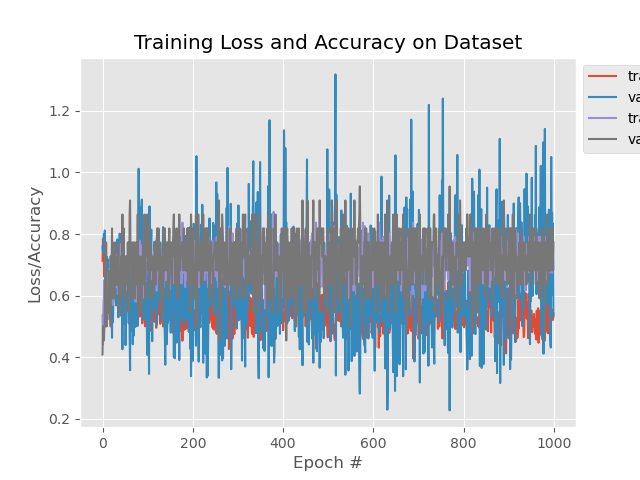 Training Loss and Accuracy on Dataset
Loss/Accuracy
1.2
1.0
0.8
0.6
0.4
0.2
0 200 400 600 800 1000
Epoch #
tra
va
tra
va